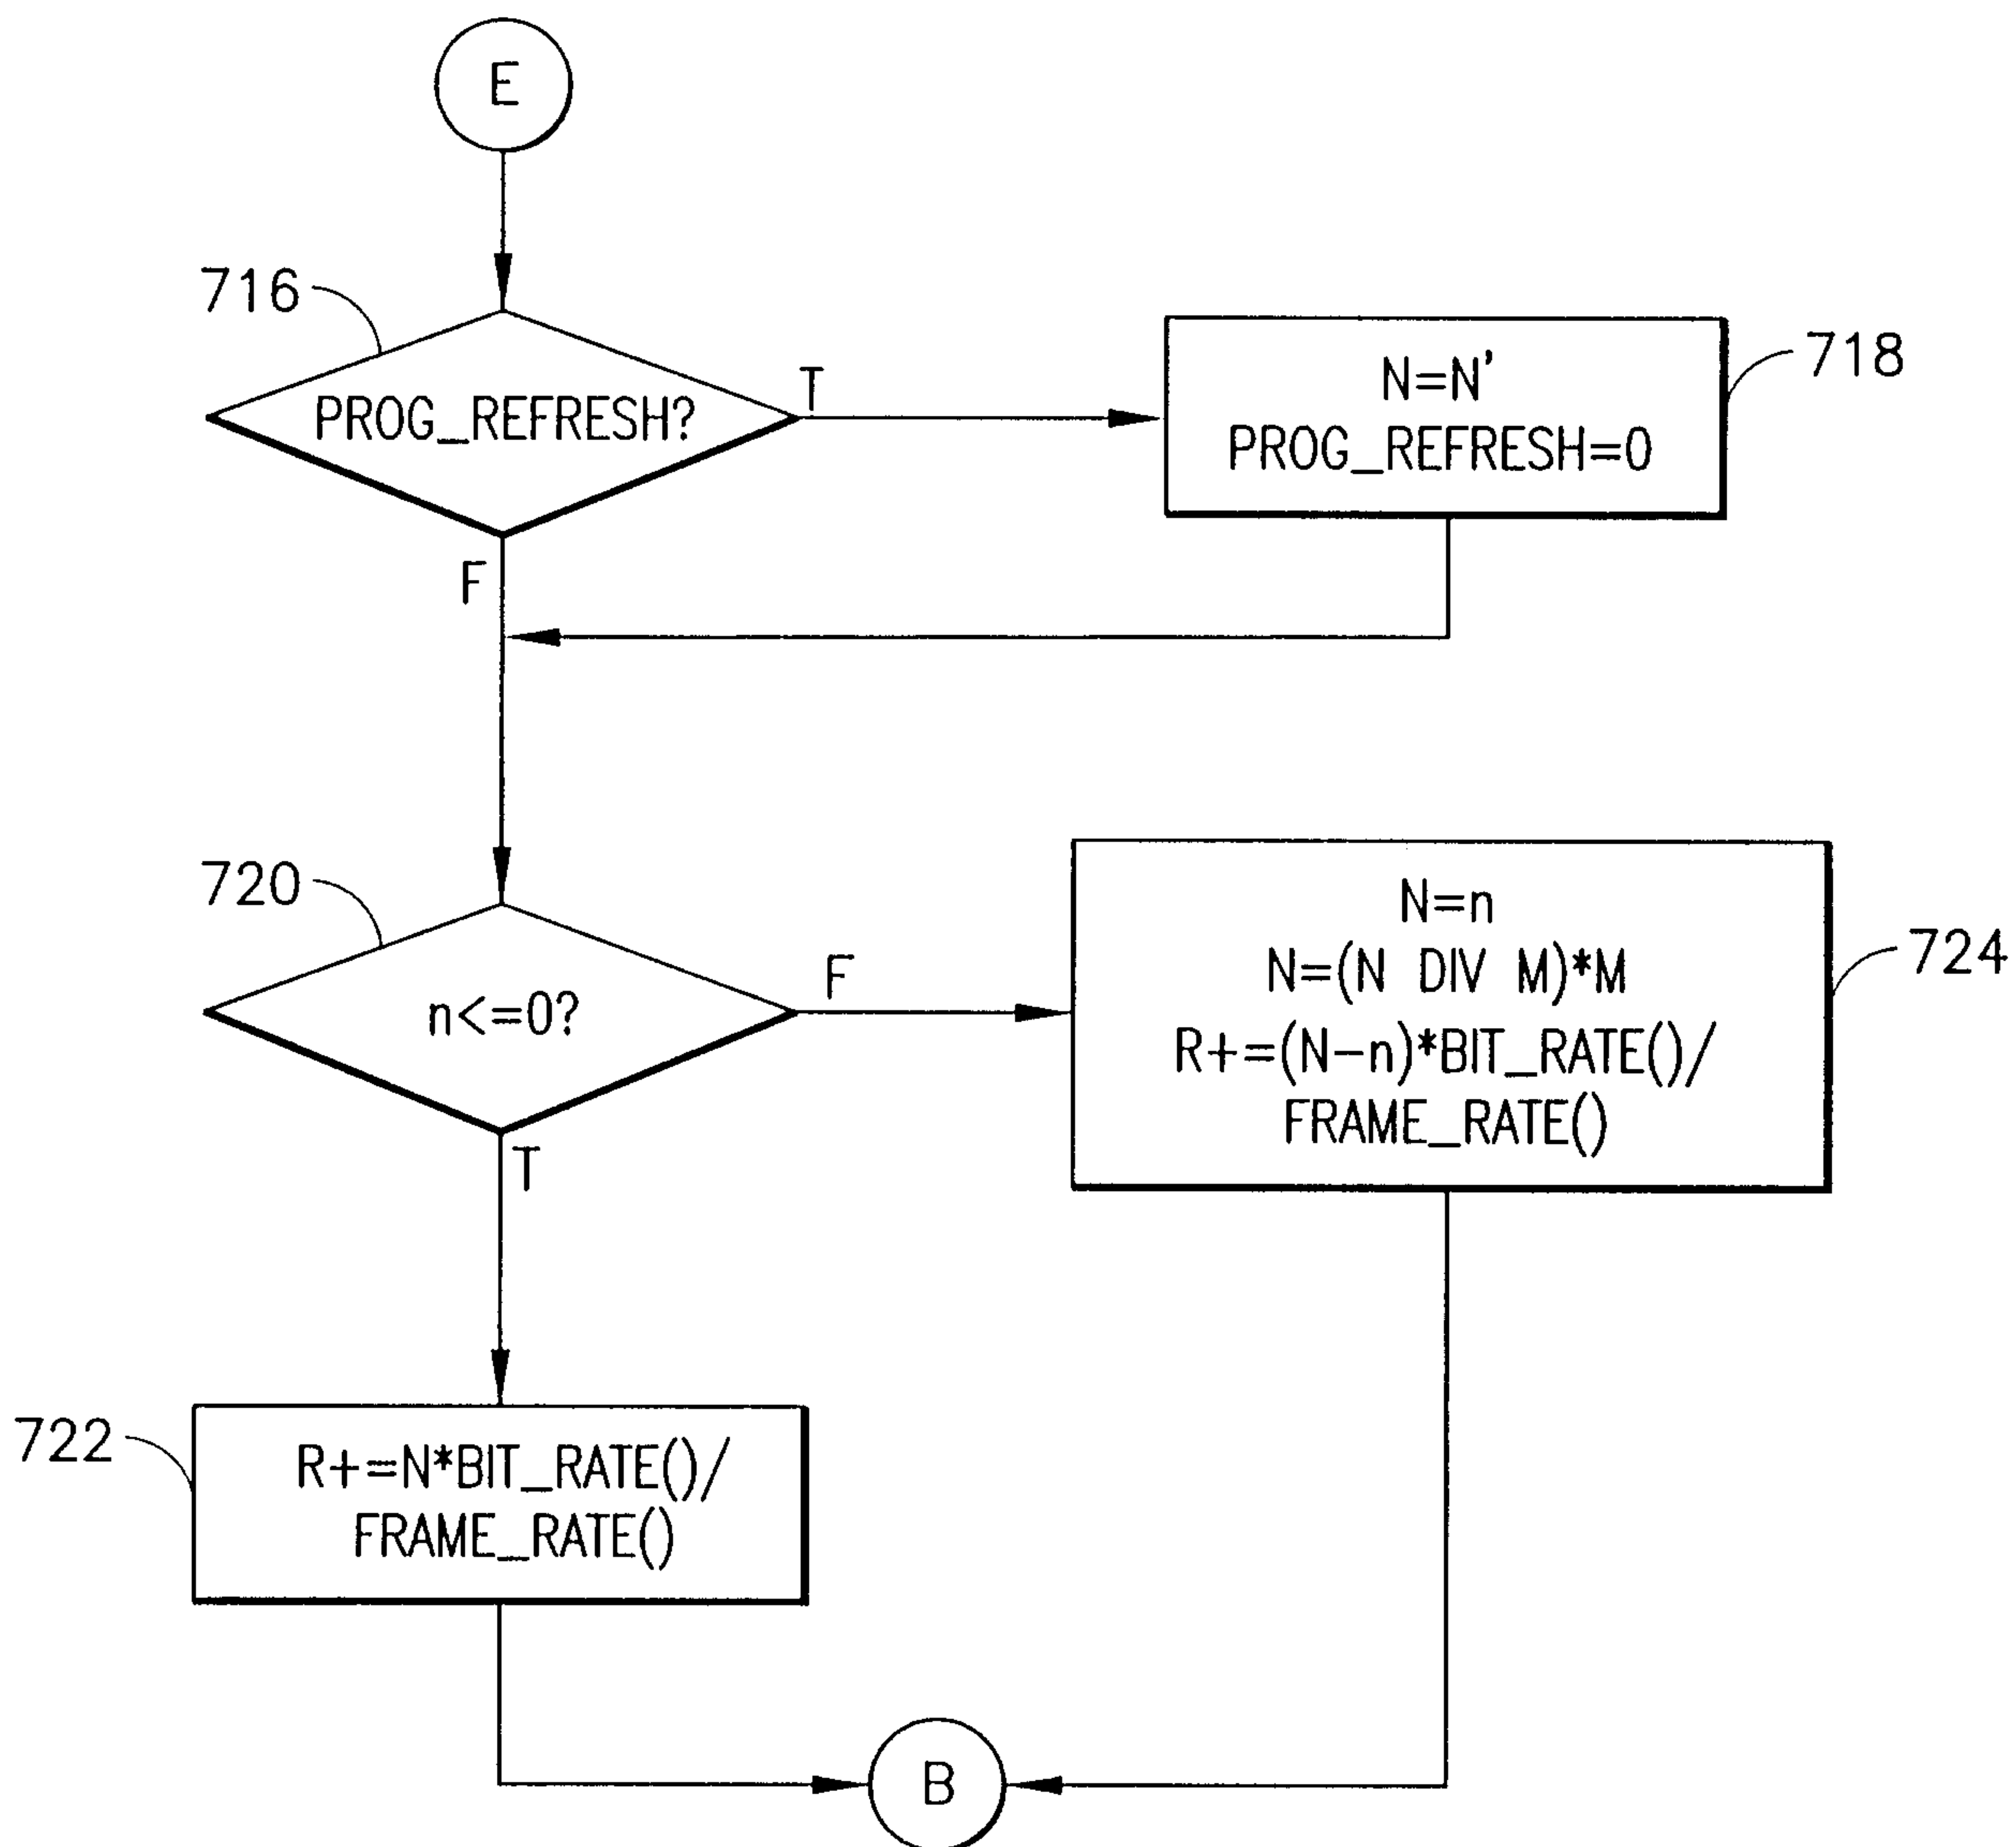 E
716
PROG_REFRESH?
T
N=N'
PROG_REFRESH=0
718
F
720
n<=0?
F
N=n
N=(N DIV M)*M
R+=(N-n)*BIT_RATE()/
FRAME_RATE()
724
T
722
R+=N*BIT_RATE()/
FRAME_RATE()
B